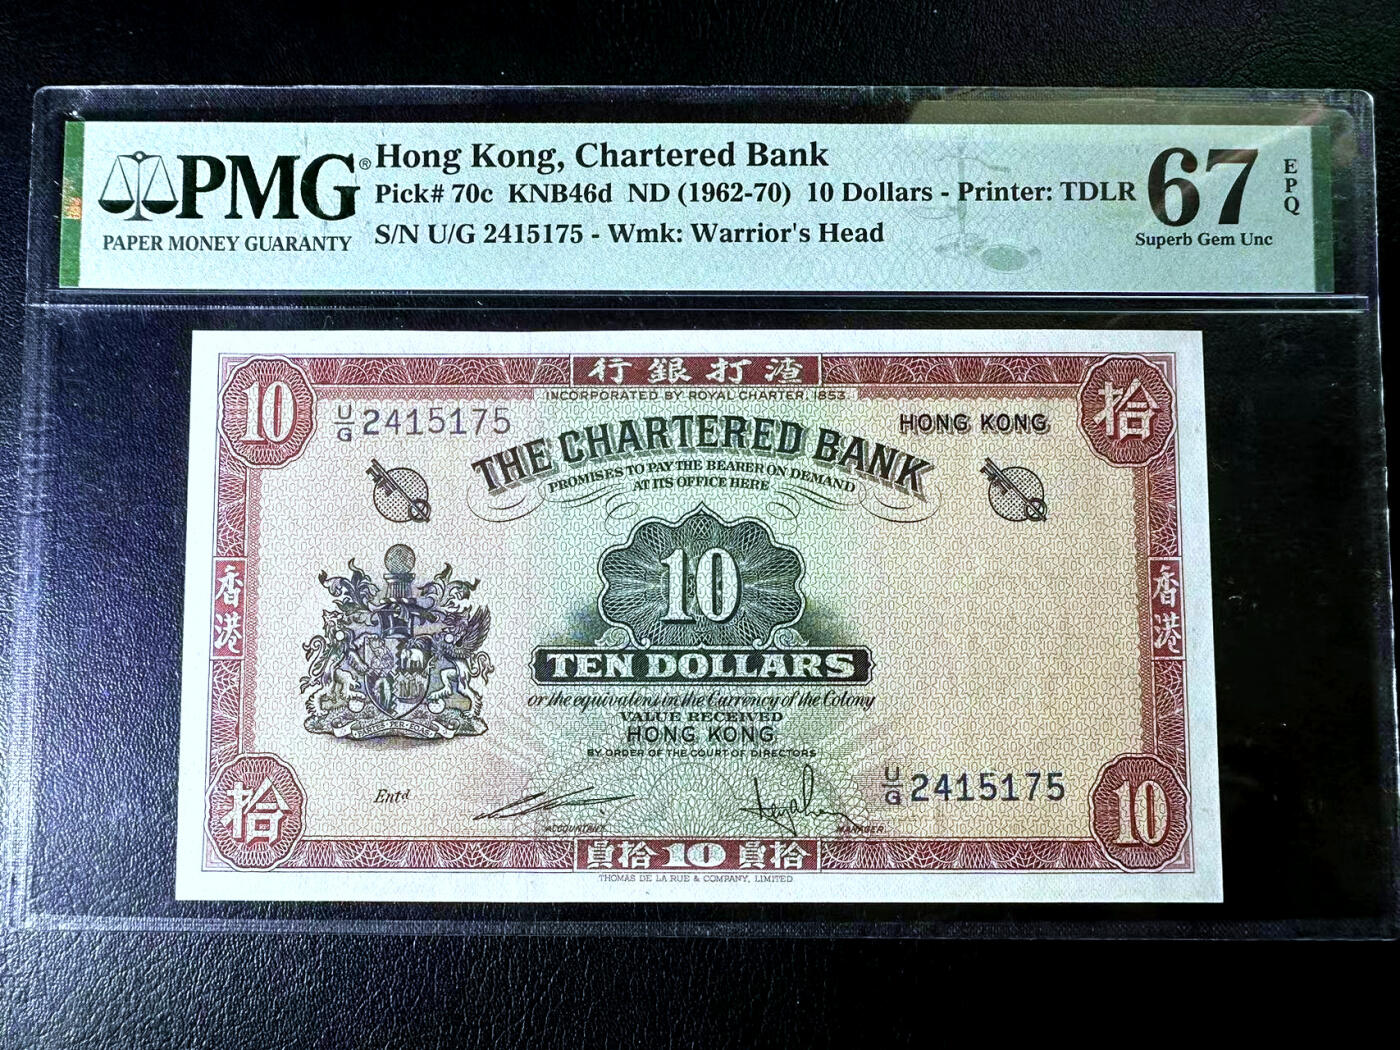 PMG®
PAPER MONEY GUARANTY
Hong Kong, Chartered Bank
Pick# 70c KNB46d ND (1962-70) 10 Dollars - Printer: TDLR
S/N U/G 2415175 - Wmk: Warrior's Head
67
EPQ
Superb Gem Unc
行銀打渣
INCORPORATED BY ROYAL CHARTER, 1853.
10
拾
U/G 2415175
HONG KONG
THE CHARTERED BANK
PROMISES TO PAY THE BEARER ON DEMAND
AT ITS OFFICE HERE
10
香港
香港
TEN DOLLARS
or the equivalent in the Currency of the Colony
VALUE RECEIVED
HONG KONG
BY ORDER OF THE COURT OF DIRECTORS
U/G 2415175
Entd
ACCOUNTANT
MANAGER
拾
10
員拾 10 員拾
THOMAS DE LA RUE & COMPANY, LIMITED